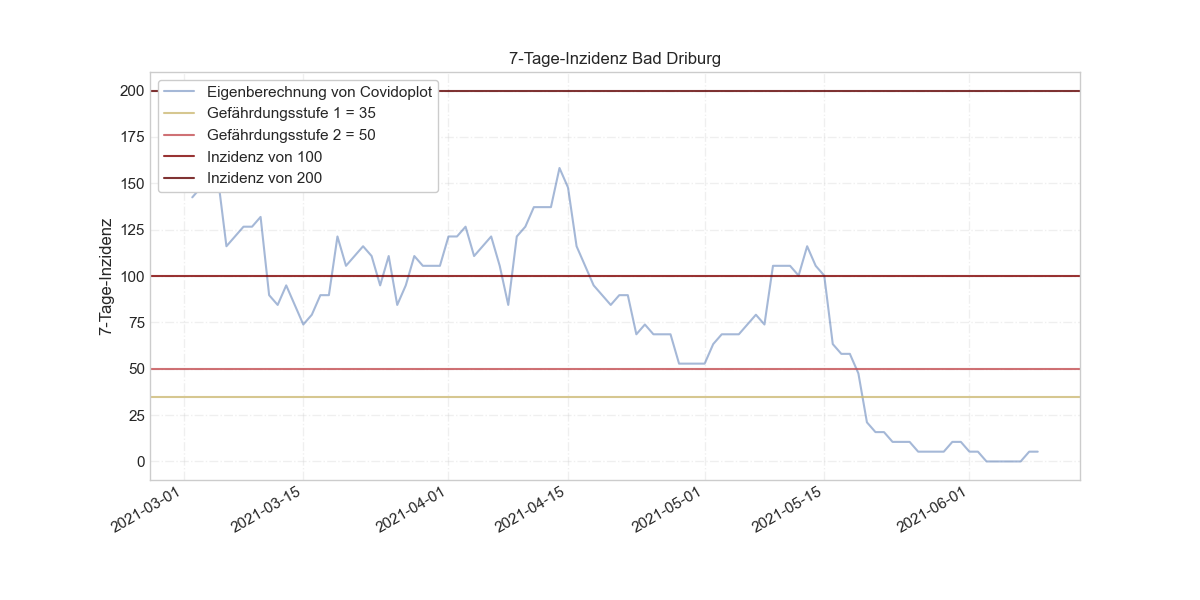 7-Tage-Inzidenz Bad Driburg
Eigenberechnung von Covidoplot
Gefährdungsstufe 1 = 35
Gefährdungsstufe 2 = 50
Inzidenz von 100
Inzidenz von 200
7-Tage-Inzidenz
200
175
150
125
100
75
50
25
0
2021-03-01
2021-03-15
2021-04-01
2021-04-15
2021-05-01
2021-05-15
2021-06-01